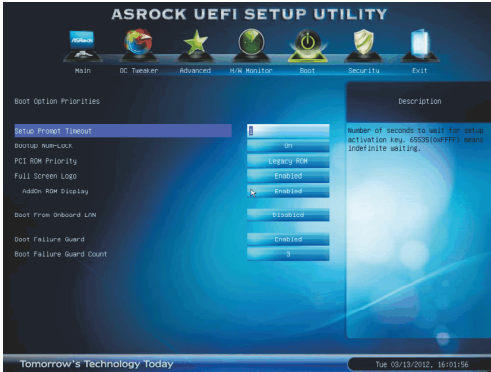 ASROCK UEFI SETUP UTILITY
ASRock
Main OC Tweaker Advanced H/W Monitor Boot Security Exit
Boot Option Priorities
Description
Setup Prompt Timeout
Number of seconds to wait for setup
activation key. 65535(0xFFFF) means
indefinite waiting.
Bootup Num-Lock On
PCI ROM Priority Legacy ROM
Full Screen Logo Enabled
AddOn ROM Display Enabled
Boot From Onboard LAN Disabled
Boot Failure Guard Enabled
Boot Failure Guard Count 3
Tomorrow's Technology Today
Tue 03/13/2012, 16:01:56